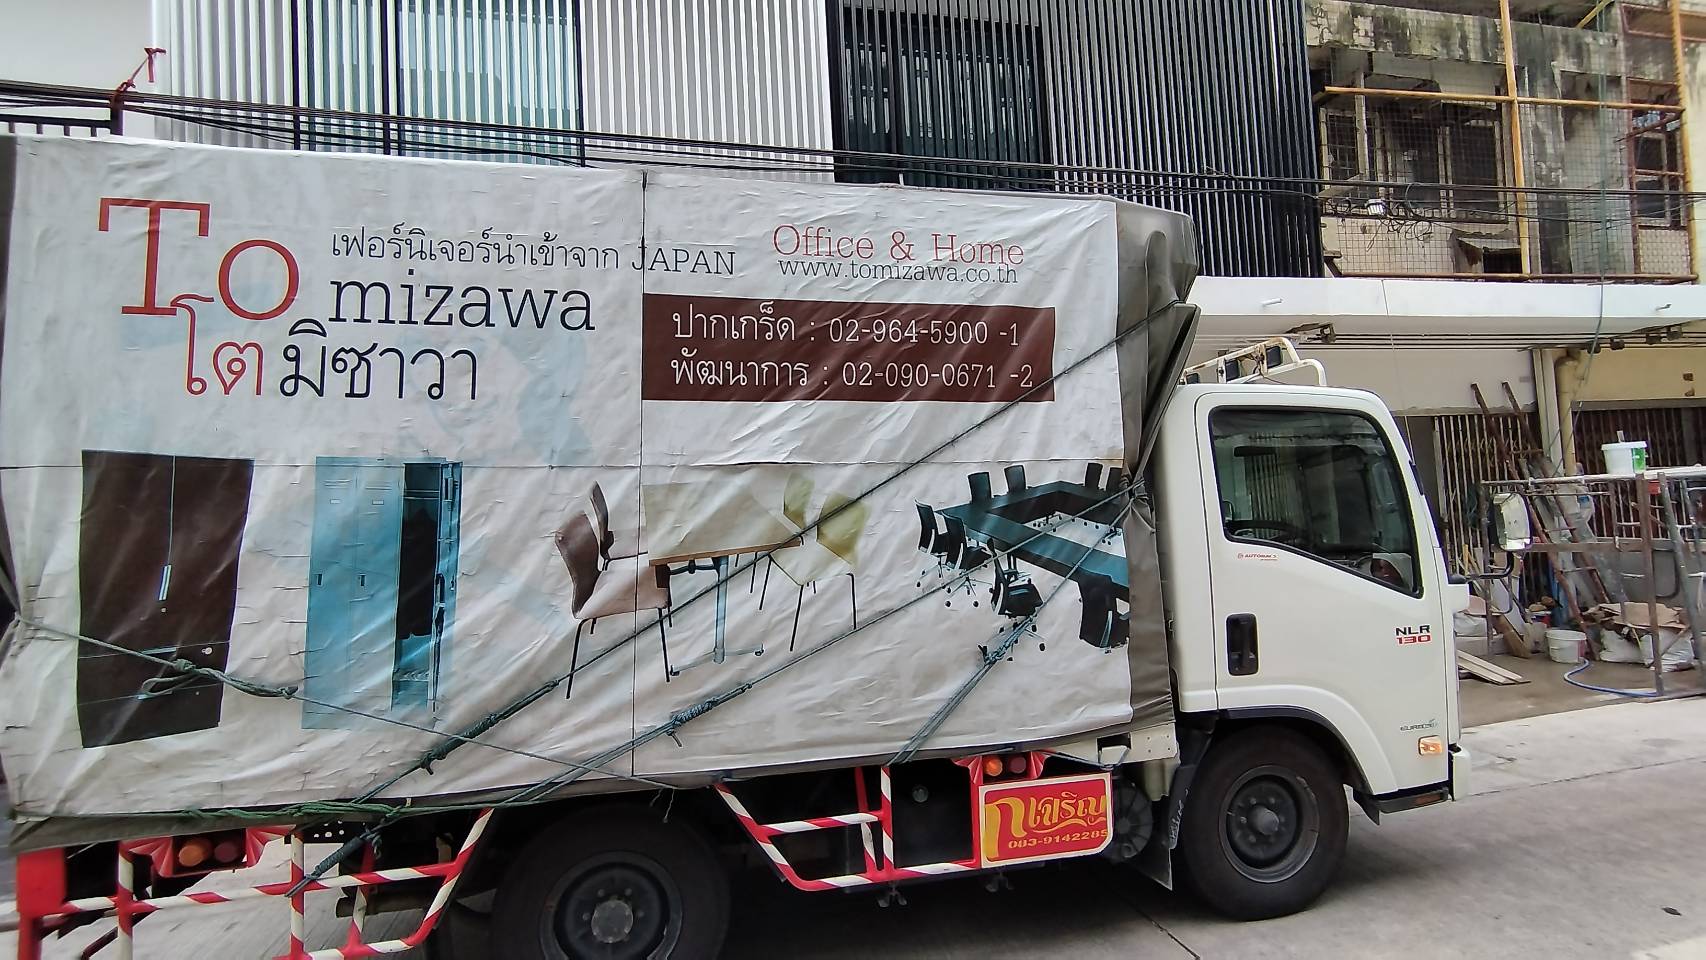 เฟอร์นิเจอร์นำเข้าจาก JAPAN
Tomizawa
โตมิซาวา
Office & Home
www.tomizawa.co.th
ปากเกร็ด : 02-964-5900 -1
พัฒนาการ : 02-090-0671 -2
AUTOBACS
NLR
130
ก เจริญ
083-9142285